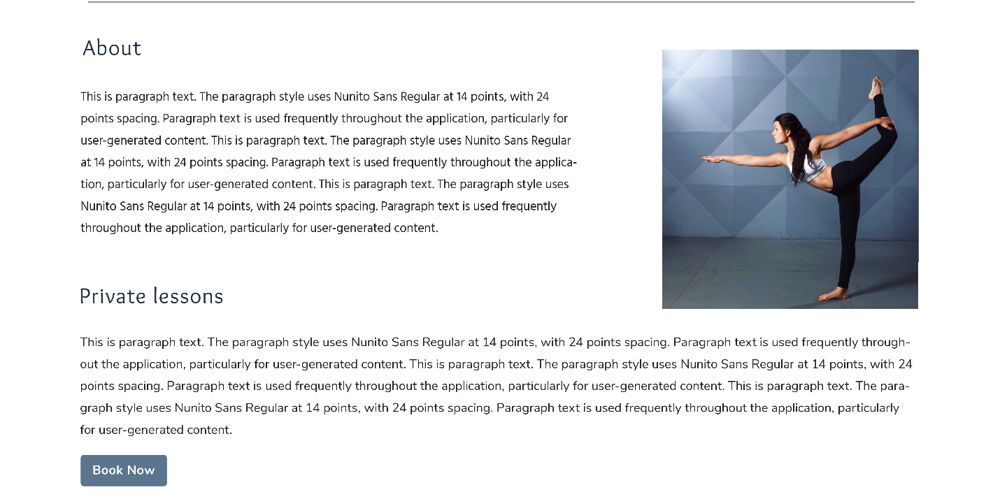 About
This is paragraph text. The paragraph style uses Nunito Sans Regular at 14 points, with 24
points spacing. Paragraph text is used frequently throughout the application, particularly for
user-generated content. This is paragraph text. The paragraph style uses Nunito Sans Regular
at 14 points, with 24 points spacing. Paragraph text is used frequently throughout the applica-
tion, particularly for user-generated content. This is paragraph text. The paragraph style uses
Nunito Sans Regular at 14 points, with 24 points spacing. Paragraph text is used frequently
throughout the application, particularly for user-generated content.
Private lessons
This is paragraph text. The paragraph style uses Nunito Sans Regular at 14 points, with 24 points spacing. Paragraph text is used frequently through-
out the application, particularly for user-generated content. This is paragraph text. The paragraph style uses Nunito Sans Regular at 14 points, with 24
points spacing. Paragraph text is used frequently throughout the application, particularly for user-generated content. This is paragraph text. The para-
graph style uses Nunito Sans Regular at 14 points, with 24 points spacing. Paragraph text is used frequently throughout the application, particularly
for user-generated content.
Book Now